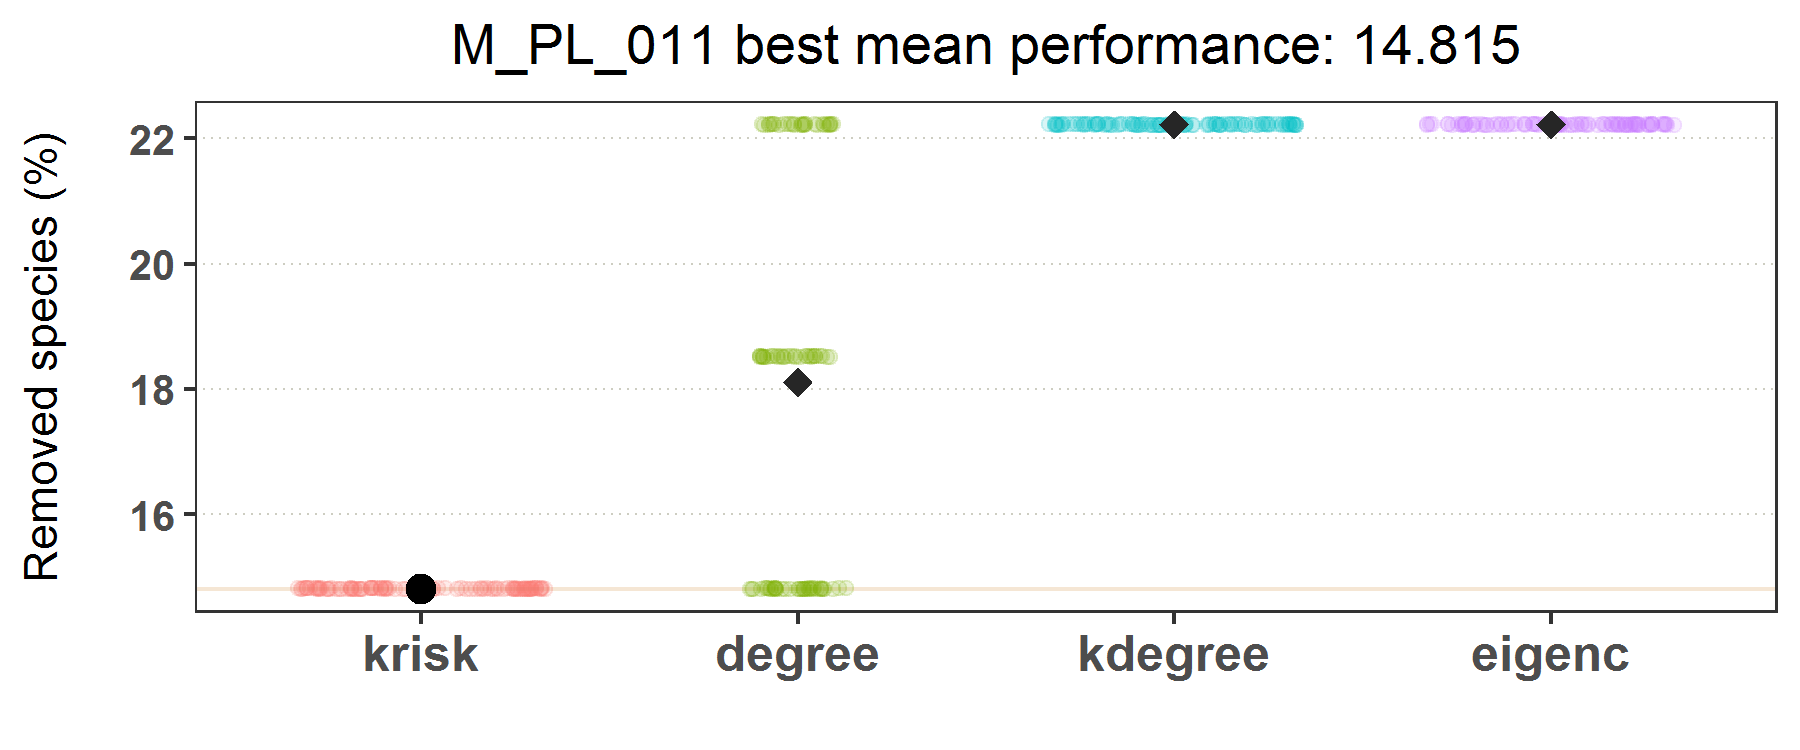 M_PL_011 best mean performance: 14.815
Removed species (%)
22
20
18
16
krisk degree kdegree eigenc